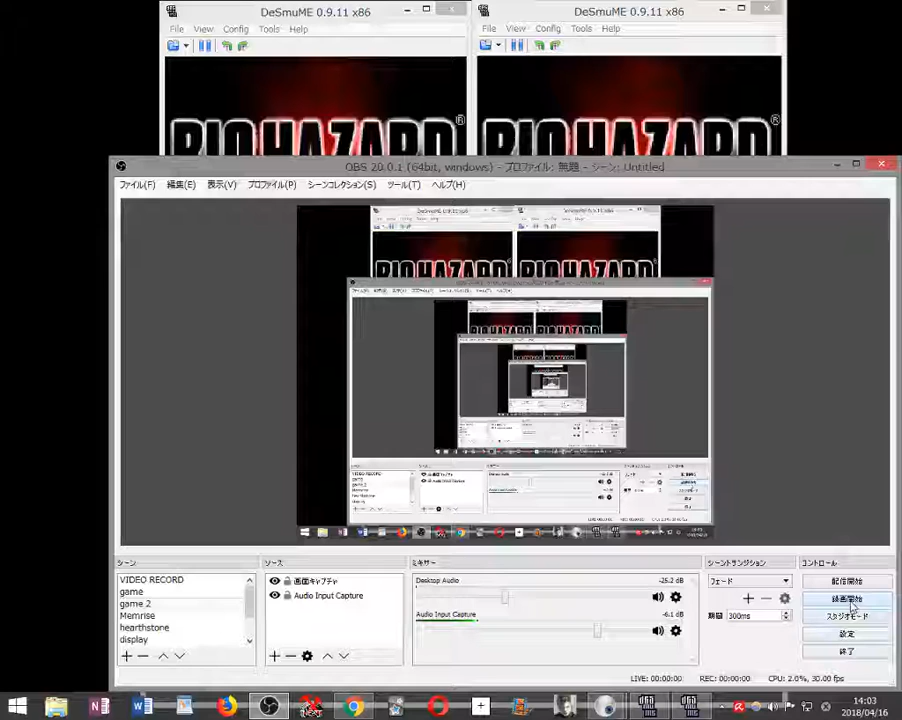 DeSmuME 0.9.11 x86
File View Config Tools Help
BIOHAZARD®
DeSmuME 0.9.11 x86
File View Config Tools Help
BIOHAZARD®
OBS 20.0.1 (64bit, windows) - プロファイル: 無題 - シーン: Untitled
ファイル(F) 編集(E) 表示(V) プロファイル(P) シーンコレクション(S) ツール(T) ヘルプ(H)
BIOHAZARD BIOHAZARD
シーン
VIDEO RECORD
game
game 2
Memrise
hearthstone
display
ソース
画面キャプチャ
Audio Input Capture
ミキサー
Desktop Audio -25.2 dB
Audio Input Capture -6.1 dB
シーントランジション
フェード
期間 300ms
コントロール
配信開始
録画開始
スタジオモード
設定
終了
LIVE: 00:00:00 REC: 00:00:00 CPU: 2.0%, 30.00 fps
14:03
2018/04/16